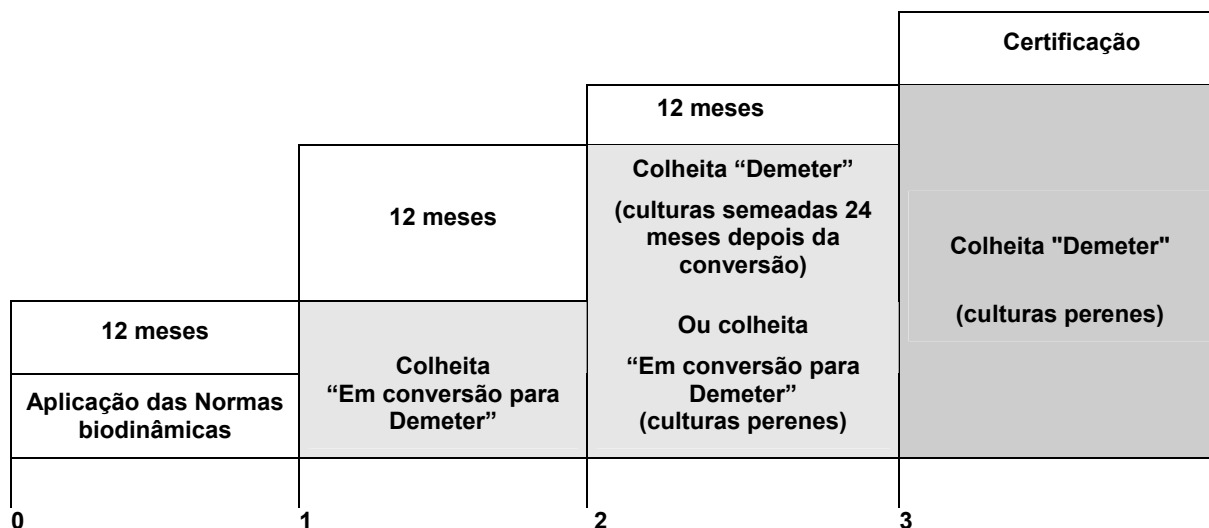 Certificação
12 meses
Colheita “Demeter”
(culturas semeadas 24
meses depois da
conversão)
12 meses
Colheita "Demeter"
(culturas perenes)
12 meses
Ou colheita
“Em conversão para
Demeter”
(culturas perenes)
Colheita
“Em conversão para
Demeter”
Aplicação das Normas
biodinâmicas
0
1
2
3